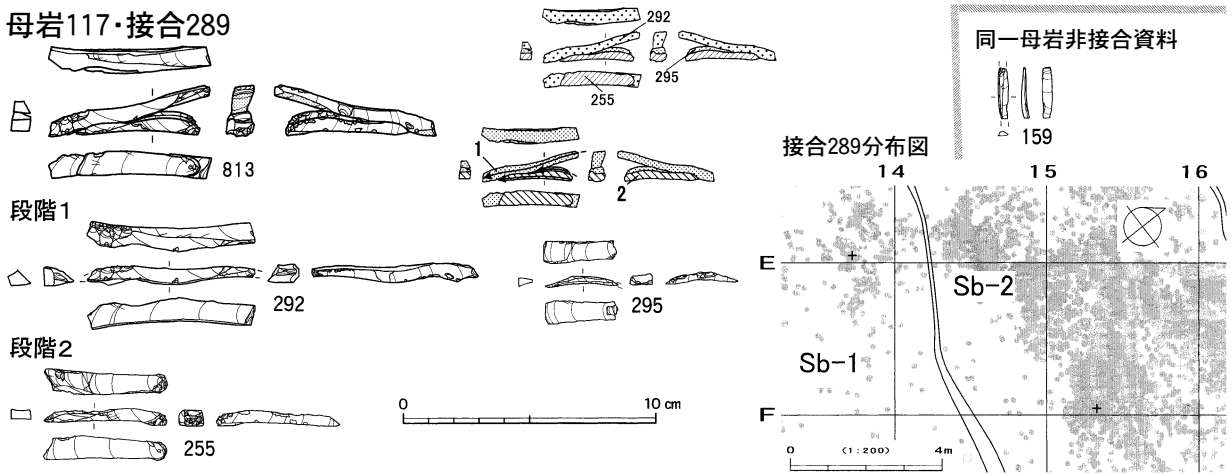 母岩117・接合289
813
292
295
255
1
2
段階1
292
295
段階2
255
0 10 cm
同一母岩非接合資料
159
接合289分布図
14 15 16
E
Sb-2
Sb-1
F
0 (1:200) 4m